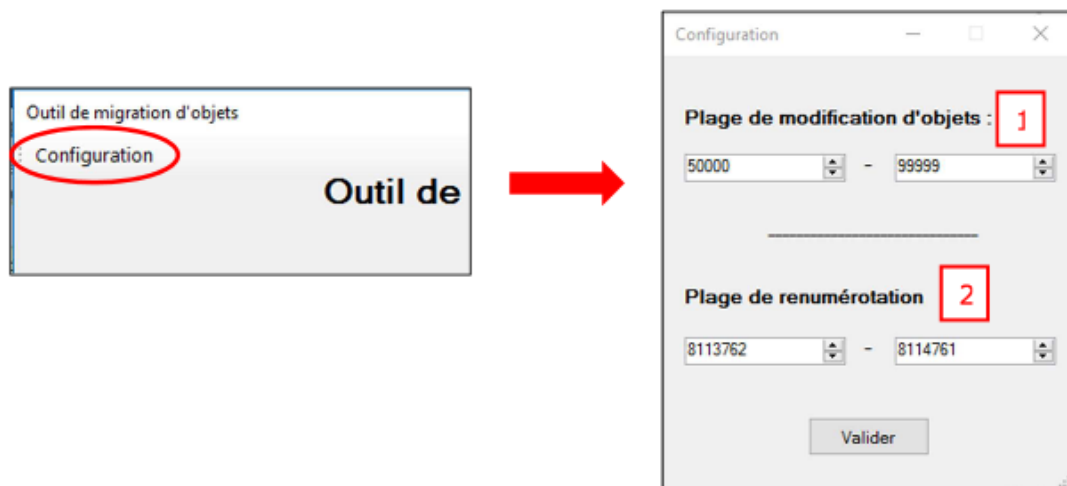 Outil de migration d'objets
Configuration
Outil de
Configuration
Plage de modification d'objets :
1
50000 - 99999
Plage de renumérotation
2
8113762 - 8114761
Valider